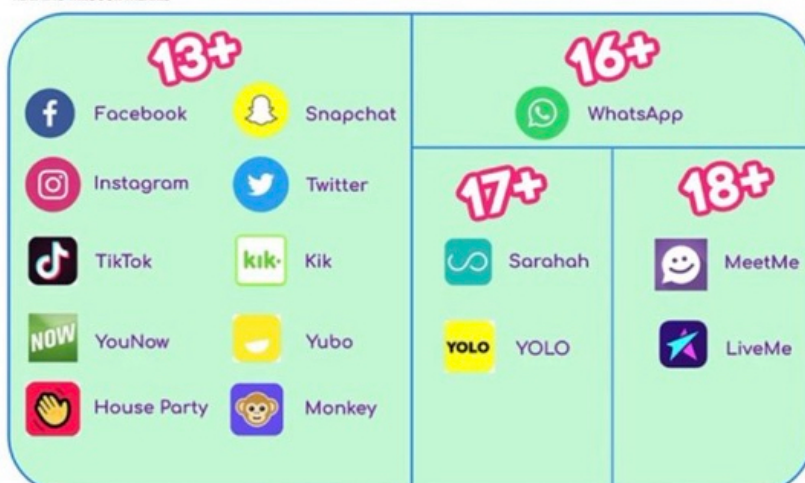 13+
Facebook
Snapchat
Instagram
Twitter
TikTok
kik·
Kik
NOW
YouNow
Yubo
House Party
Monkey
16+
WhatsApp
17+
Sarahah
YOLO
YOLO
18+
MeetMe
LiveMe